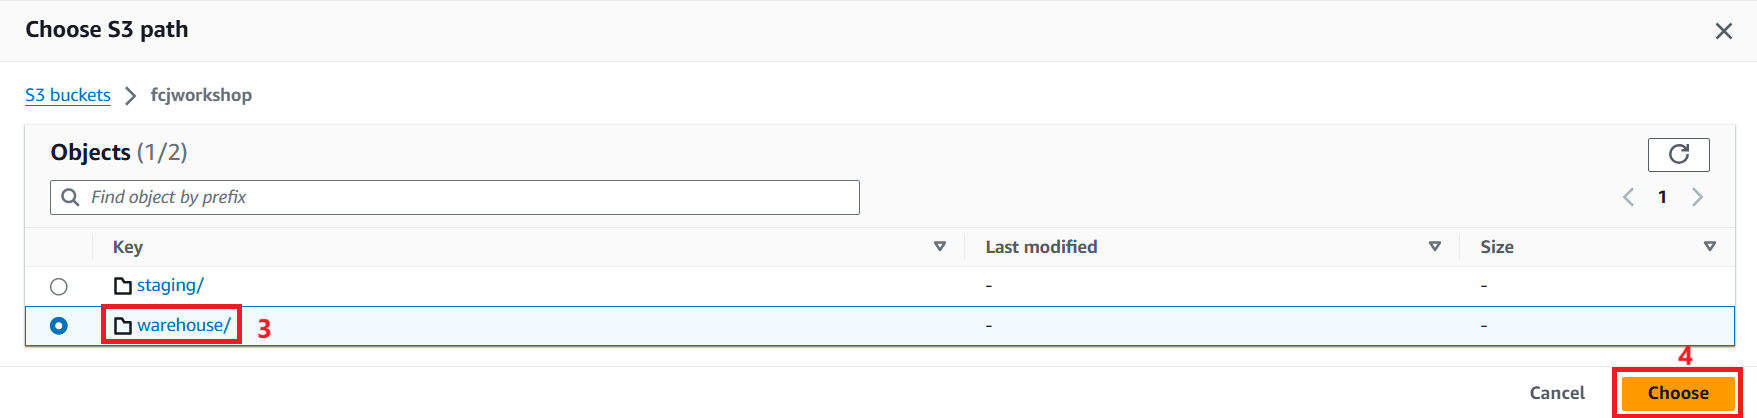 Choose S3 path
S3 buckets fcjworkshop
Objects (1/2)
Find object by prefix
1
Key Last modified Size
staging/ - -
warehouse/ 3 - -
4
Cancel Choose